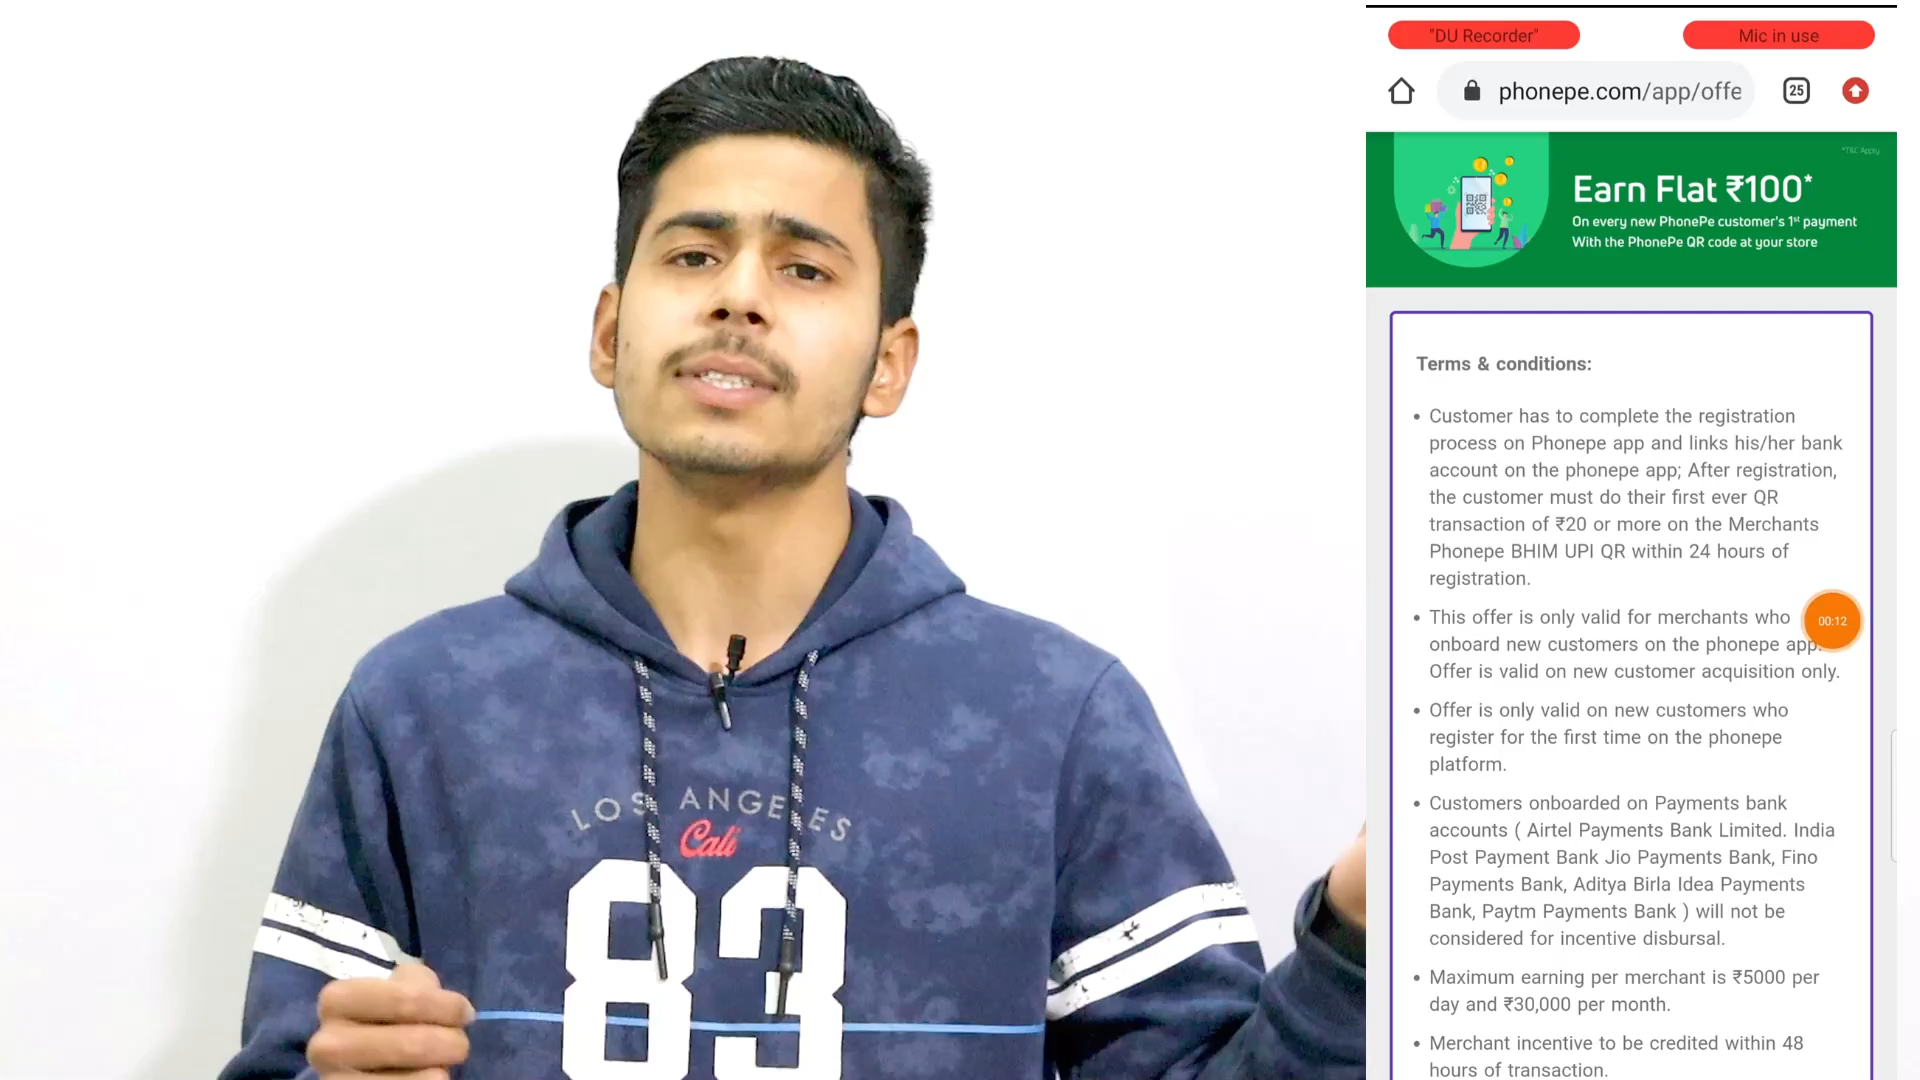 LOS ANGELES
Cali
83
"DU Recorder"
Mic in use
phonepe.com/app/offe
25
*T&C Apply
Earn Flat ₹100*
On every new PhonePe customer's 1st payment
With the PhonePe QR code at your store
Terms & conditions:
• Customer has to complete the registration
process on Phonepe app and links his/her bank
account on the phonepe app; After registration,
the customer must do their first ever QR
transaction of ₹20 or more on the Merchants
Phonepe BHIM UPI QR within 24 hours of
registration.
• This offer is only valid for merchants who
onboard new customers on the phonepe app.
Offer is valid on new customer acquisition only.
00:12
• Offer is only valid on new customers who
register for the first time on the phonepe
platform.
• Customers onboarded on Payments bank
accounts ( Airtel Payments Bank Limited. India
Post Payment Bank Jio Payments Bank, Fino
Payments Bank, Aditya Birla Idea Payments
Bank, Paytm Payments Bank ) will not be
considered for incentive disbursal.
• Maximum earning per merchant is ₹5000 per
day and ₹30,000 per month.
• Merchant incentive to be credited within 48
hours of transaction.